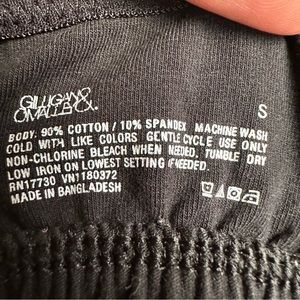 GILLIGAN &
O'MALLEY.
S
BODY: 90% COTTON / 10% SPANDEX MACHINE WASH
COLD WITH LIKE COLORS GENTLE CYCLE USE ONLY
NON-CHLORINE BLEACH WHEN NEEDED. TUMBLE DRY
LOW IRON ON LOWEST SETTING IF NEEDED.
RN17730 VN1180372
MADE IN BANGLADESH